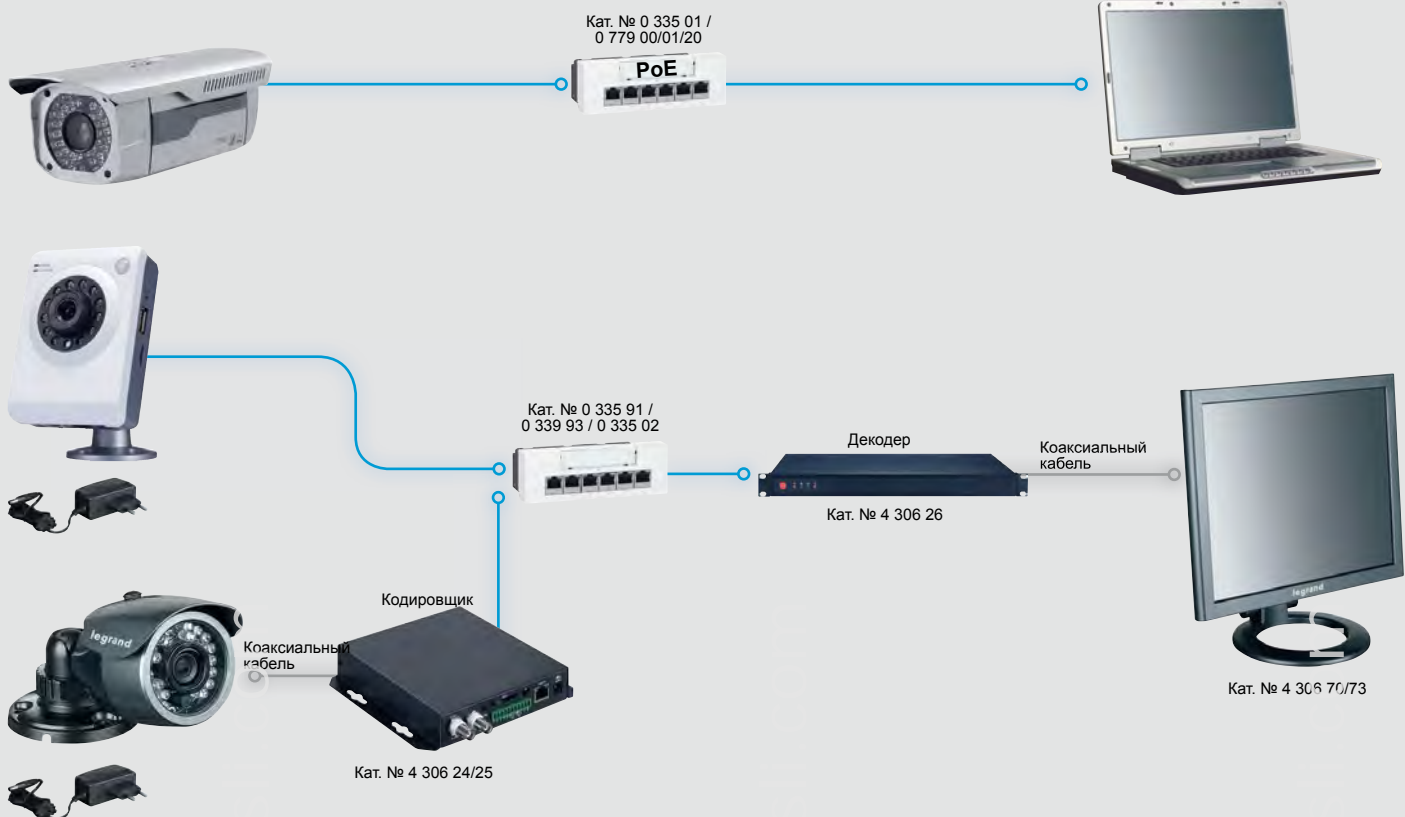 Кат. № 0 335 01 /
0 779 00/01/20
PoE
Кат. № 0 335 91 /
0 339 93 / 0 335 02
Декодер
Коаксиальный
кабель
Кат. № 4 306 26
legrand
Кат. № 4 306 70/73
Кодировщик
legrand
Коаксиальный
кабель
Кат. № 4 306 24/25